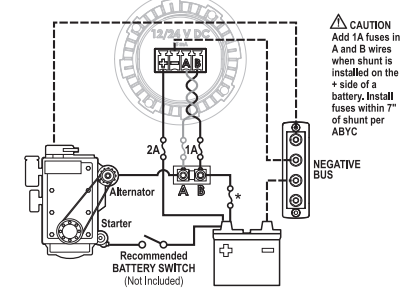 12/24 V DC
+ − A B
⚠ CAUTION
Add 1A fuses in
A and B wires
when shunt is
installed on the
+ side of a
battery. Install
fuses within 7"
of shunt per
ABYC
2A
1A
Alternator
A B
*
NEGATIVE
BUS
Starter
Recommended
BATTERY SWITCH
(Not Included)
+ −